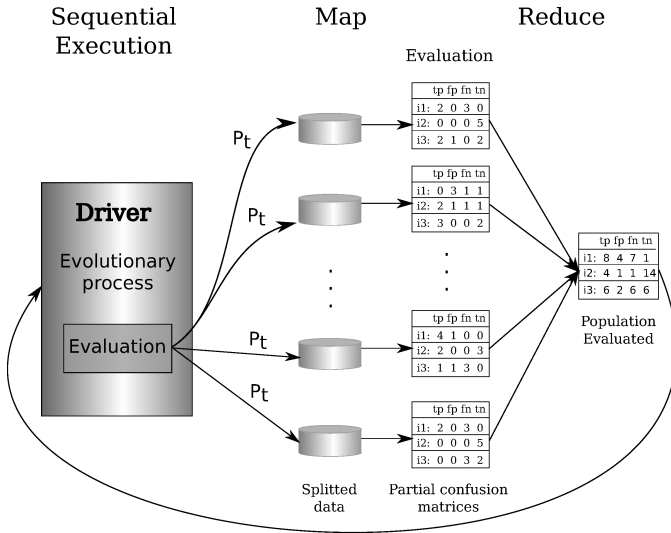 Sequential
Execution
Map
Reduce
Evaluation
tp fp fn tn
i1: 2 0 3 0
i2: 0 0 0 5
i3: 2 1 0 2
Pt
tp fp fn tn
i1: 0 3 1 1
i2: 2 1 1 1
i3: 3 0 0 2
Pt
Driver
Evolutionary
process
Evaluation
tp fp fn tn
i1: 8 4 7 1
i2: 4 1 1 14
i3: 6 2 6 6
Population
Evaluated
Pt
tp fp fn tn
i1: 4 1 0 0
i2: 2 0 0 3
i3: 1 1 3 0
Pt
tp fp fn tn
i1: 2 0 3 0
i2: 0 0 0 5
i3: 0 0 3 2
Splitted
data
Partial confusion
matrices